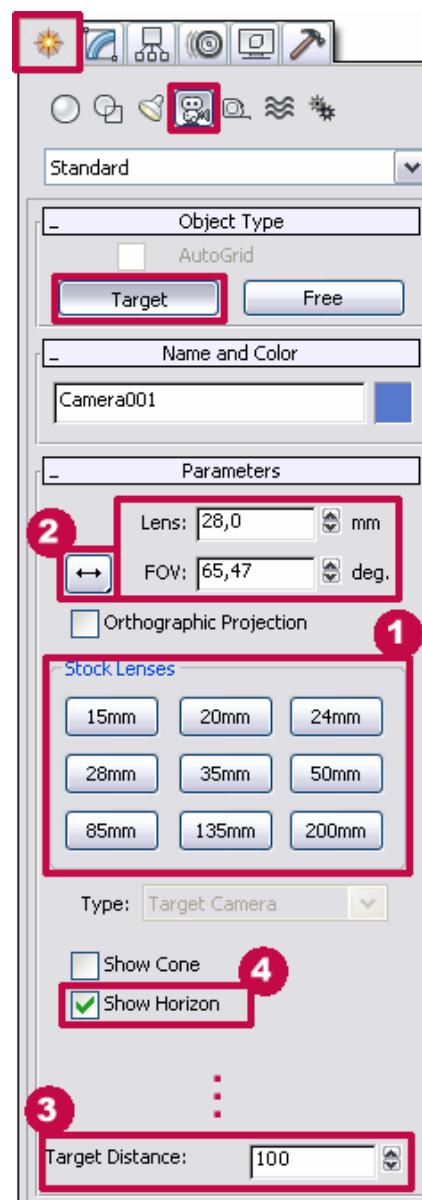 Standard
- Object Type
AutoGrid
Target Free
- Name and Color
Camera001
- Parameters
2
Lens: 28,0 mm
FOV: 65,47 deg.
Orthographic Projection
1
Stock Lenses
15mm 20mm 24mm
28mm 35mm 50mm
85mm 135mm 200mm
Type: Target Camera
Show Cone
4
Show Horizon
3
Target Distance: 100